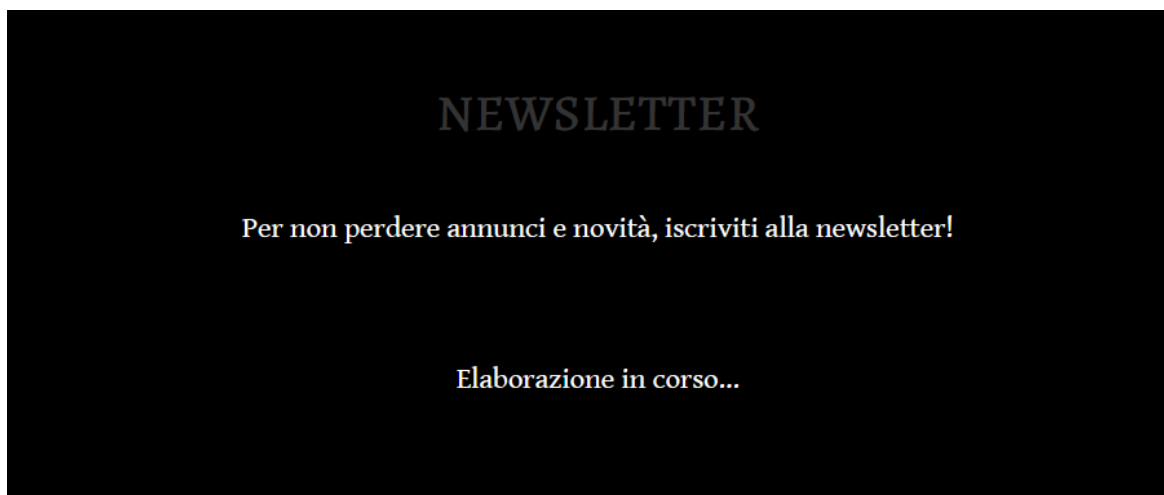 NEWSLETTER
Per non perdere annunci e novità, iscriviti alla newsletter!
Elaborazione in corso...